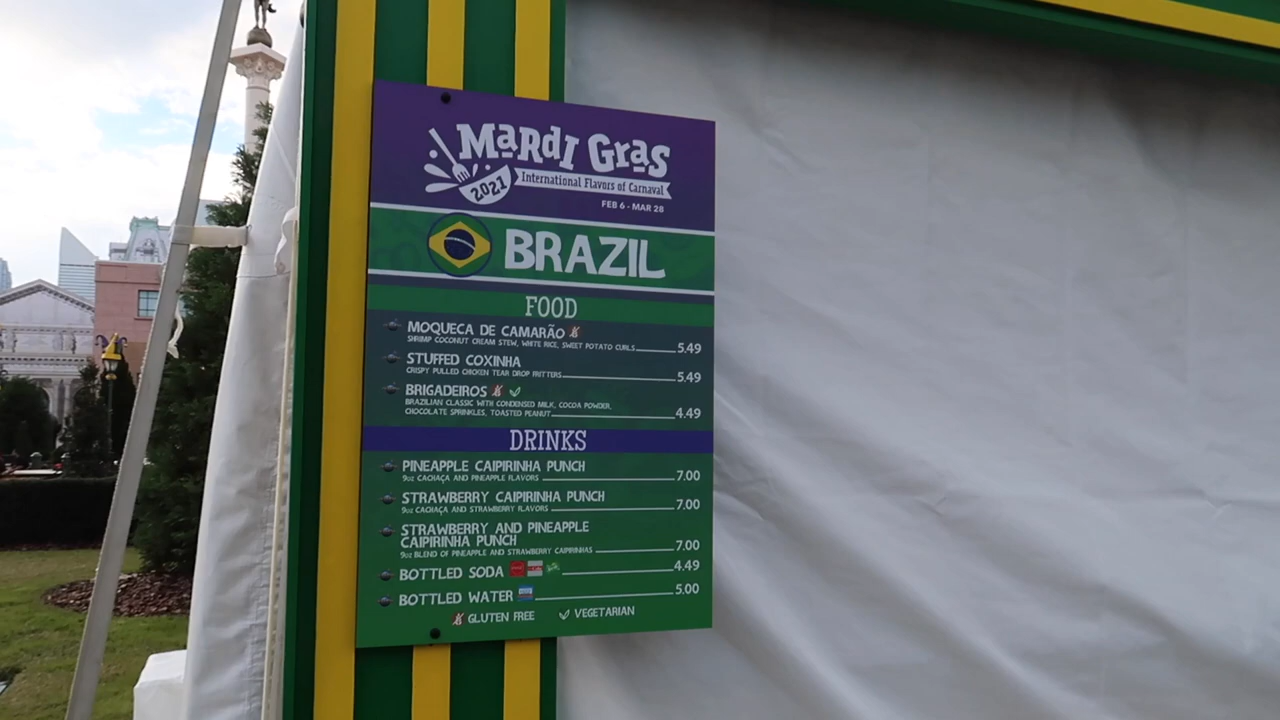 Mardi Gras
2021
International Flavors of Carnaval
FEB 6 - MAR 28
BRAZIL
FOOD
MOQUECA DE CAMARÃO
SHRIMP COCONUT CREAM STEW, WHITE RICE, SWEET POTATO CURLS 5.49
STUFFED COXINHA
CRISPY PULLED CHICKEN TEAR DROP FRITTERS 5.49
BRIGADEIROS
BRAZILIAN CLASSIC WITH CONDENSED MILK, COCOA POWDER,
CHOCOLATE SPRINKLES, TOASTED PEANUT 4.49
DRINKS
PINEAPPLE CAIPIRINHA PUNCH
9oz CACHAÇA AND PINEAPPLE FLAVORS 7.00
STRAWBERRY CAIPIRINHA PUNCH
9oz CACHAÇA AND STRAWBERRY FLAVORS 7.00
STRAWBERRY AND PINEAPPLE
CAIPIRINHA PUNCH
9oz BLEND OF PINEAPPLE AND STRAWBERRY CAIPIRINHAS 7.00
BOTTLED SODA 4.49
BOTTLED WATER 5.00
GLUTEN FREE VEGETARIAN